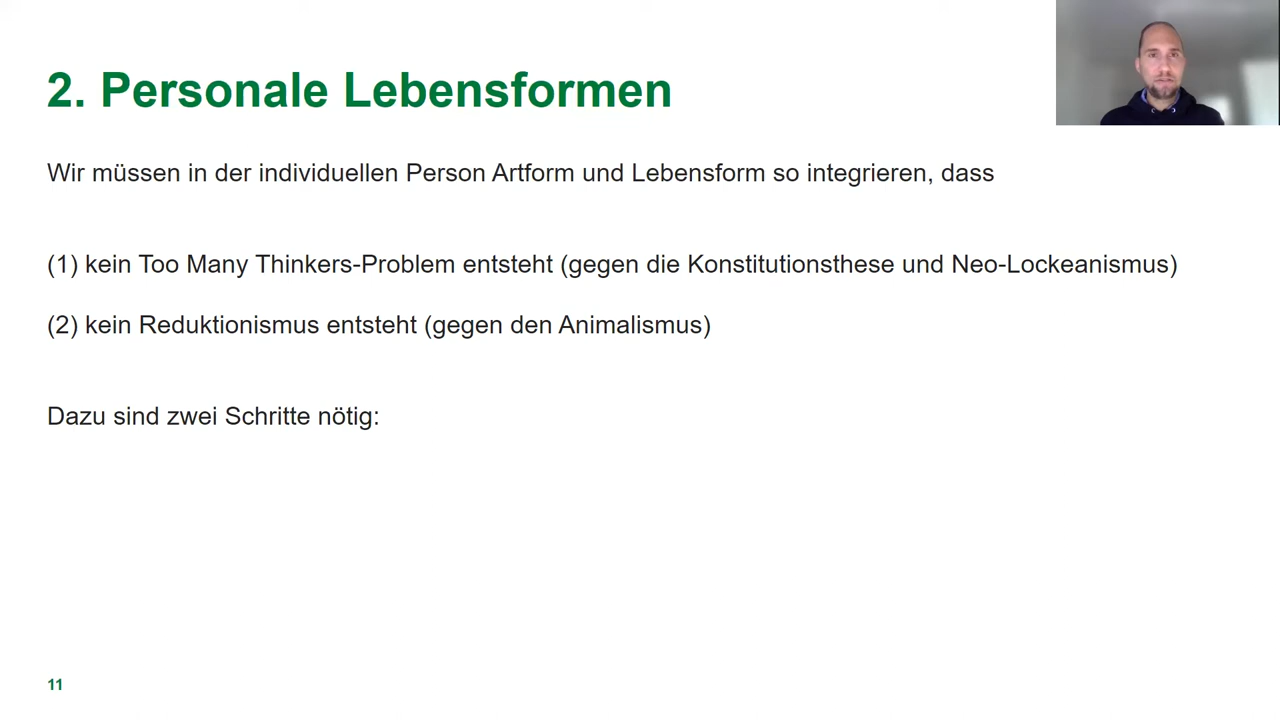 2. Personale Lebensformen
Wir müssen in der individuellen Person Artform und Lebensform so integrieren, dass
(1) kein Too Many Thinkers-Problem entsteht (gegen die Konstitutionsthese und Neo-Lockeanismus)
(2) kein Reduktionismus entsteht (gegen den Animalismus)
Dazu sind zwei Schritte nötig:
11